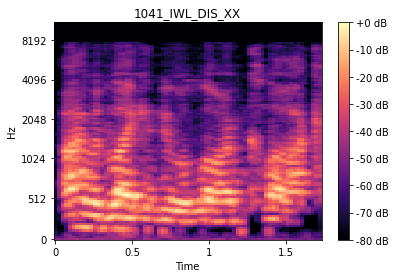 1041_IWL_DIS_XX
Hz
8192
4096
2048
1024
512
0
0
0.5
1
1.5
Time
+0 dB
-10 dB
-20 dB
-30 dB
-40 dB
-50 dB
-60 dB
-70 dB
-80 dB